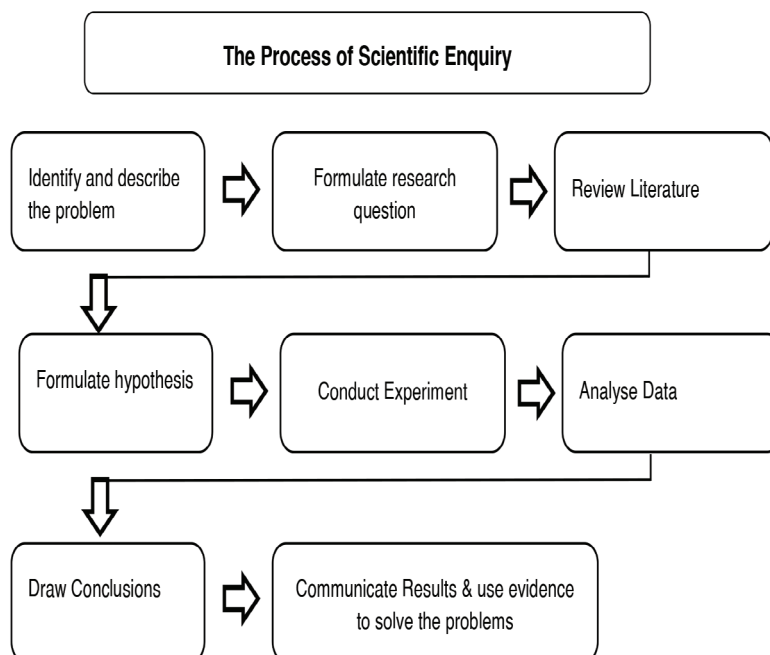 The Process of Scientific Enquiry
Identify and describe
the problem
Formulate research
question
Review Literature
Formulate hypothesis
Conduct Experiment
Analyse Data
Draw Conclusions
Communicate Results & use evidence
to solve the problems